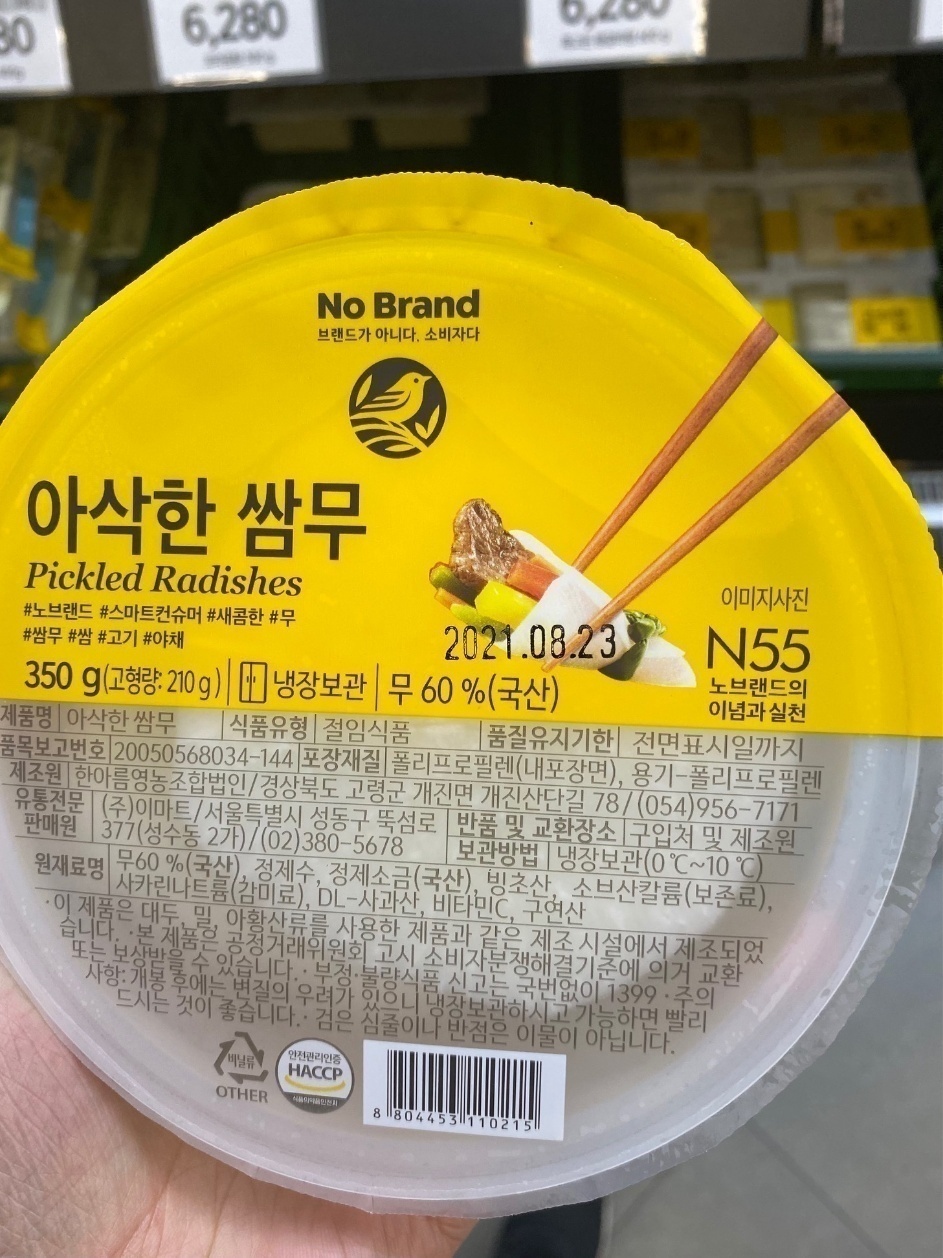 6,280
6,280
No Brand
브랜드가 아니다. 소비자다
아삭한 쌈무
Pickled Radishes
#노브랜드 #스마트컨슈머 #새콤한 #무
#쌈무 #쌈 #고기 #야채
이미지사진
2021.08.23
N55
노브랜드의
이념과 실천
350 g(고형량: 210 g) 냉장보관 무 60 %(국산)
제품명 아삭한 쌈무 식품유형 절임식품 품질유지기한 전면표시일까지
품목보고번호 20050568034-144 포장재질 폴리프로필렌(내포장면), 용기-폴리프로필렌
제조원 한아름영농조합법인/경상북도 고령군 개진면 개진산단길 78/(054)956-7171
유통전문판매원 (주)이마트/서울특별시 성동구 뚝섬로 377(성수동 2가)/(02)380-5678
반품 및 교환장소 구입처 및 제조원
보관방법 냉장보관(0 ℃~10 ℃)
원재료명 무60 %(국산), 정제수, 정제소금(국산), 빙초산, 소브산칼륨(보존료),
사카린나트륨(감미료), DL-사과산, 비타민C, 구연산
·이 제품은 대두, 밀, 아황산류를 사용한 제품과 같은 제조 시설에서 제조되었
습니다. ·본 제품은 공정거래위원회 고시 소비자분쟁해결기준에 의거 교환
또는 보상받을 수 있습니다. ·부정·불량식품 신고는 국번없이 1399 ·주의
사항: 개봉 후에는 변질의 우려가 있으니 냉장보관하시고 가능하면 빨리
드시는 것이 좋습니다. ·검은 심줄이나 반점은 이물이 아닙니다.
비닐류
OTHER
안전관리인증
HACCP
식품의약품안전처
8 804453 110215